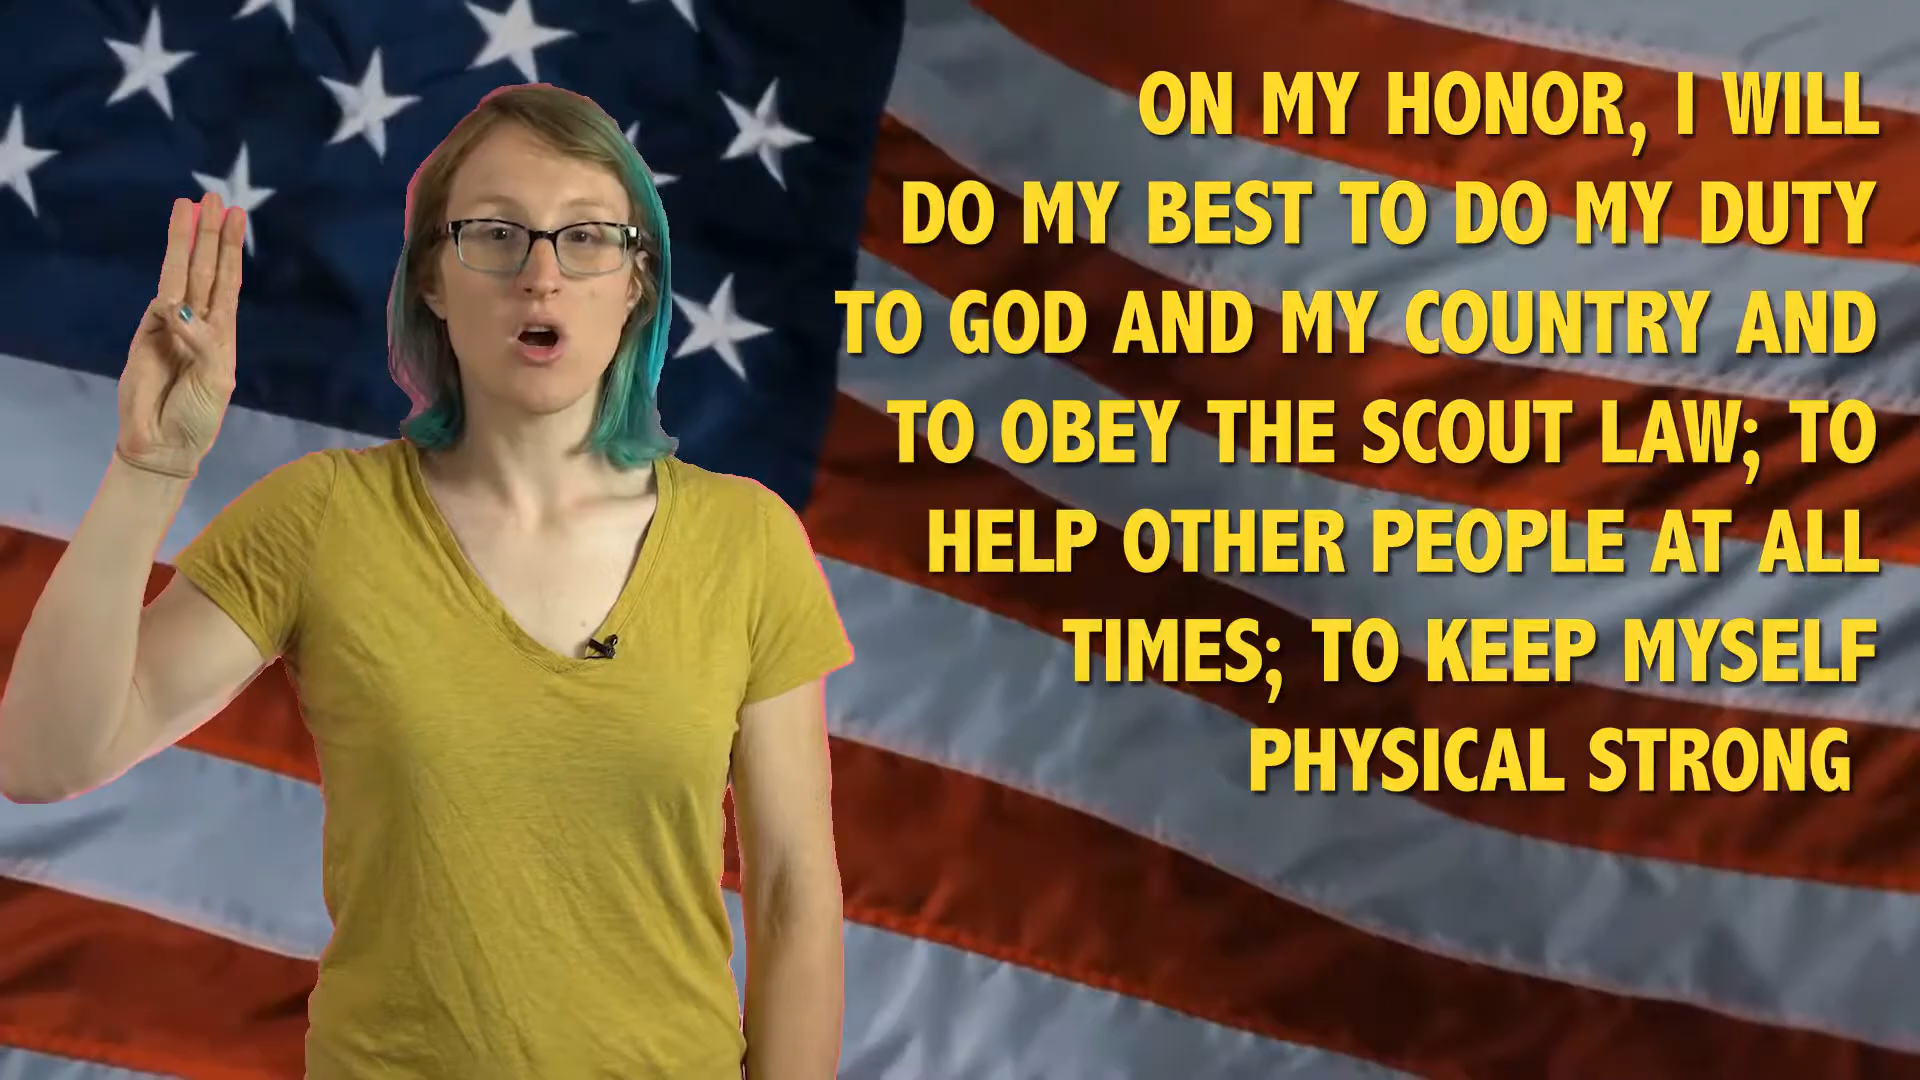 ON MY HONOR, I WILL
DO MY BEST TO DO MY DUTY
TO GOD AND MY COUNTRY AND
TO OBEY THE SCOUT LAW; TO
HELP OTHER PEOPLE AT ALL
TIMES; TO KEEP MYSELF
PHYSICAL STRONG